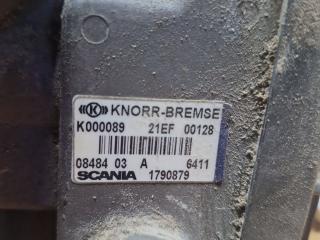 KNORR-BREMSE
K000089 21EF 00128
08484 03 A 6411
SCANIA 1790879